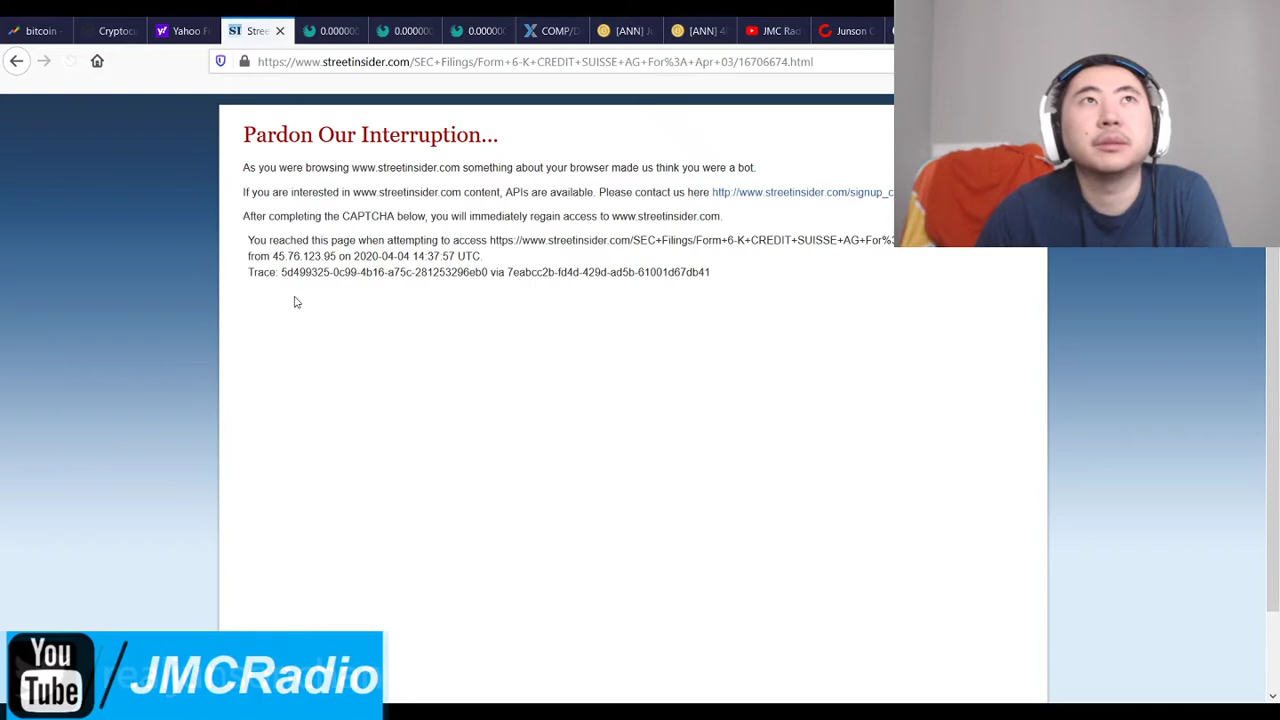 bitcoin -
Cryptocu
Yahoo F
SI Stree
0.000000
0.000000
0.000000
COMP/D
[ANN] J
[ANN] 4
JMC Rad
Junson C
https://www.streetinsider.com/SEC+Filings/Form+6-K+CREDIT+SUISSE+AG+For%3A+Apr+03/16706674.html
Pardon Our Interruption...
As you were browsing www.streetinsider.com something about your browser made us think you were a bot.
If you are interested in www.streetinsider.com content, APIs are available. Please contact us here http://www.streetinsider.com/signup_c
After completing the CAPTCHA below, you will immediately regain access to www.streetinsider.com.
You reached this page when attempting to access https://www.streetinsider.com/SEC+Filings/Form+6-K+CREDIT+SUISSE+AG+For%
from 45.76.123.95 on 2020-04-04 14:37:57 UTC.
Trace: 5d499325-0c99-4b16-a75c-281253296eb0 via 7eabcc2b-fd4d-429d-ad5b-61001d67db41
You
Tube
/JMCRadio